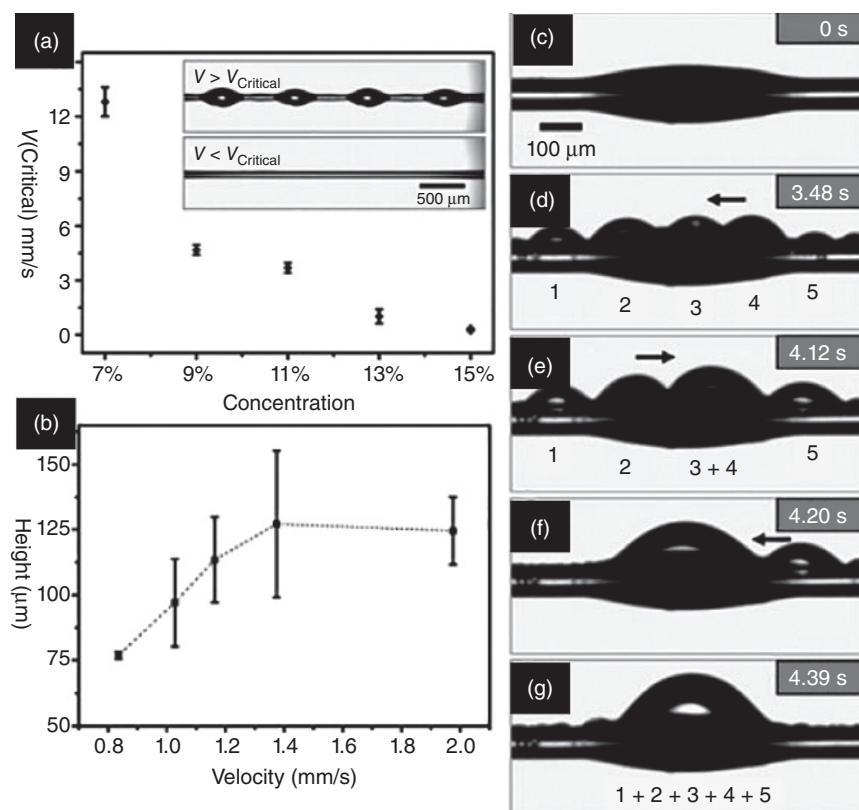 (a)
V > V_Critical
V < V_Critical
500 μm
V(Critical) mm/s
12
9
6
3
0
7% 9% 11% 13% 15%
Concentration
(b)
Height (μm)
150
125
100
75
50
0.8 1.0 1.2 1.4 1.6 1.8 2.0
Velocity (mm/s)
(c)
0 s
100 μm
(d)
3.48 s
1 2 3 4 5
(e)
4.12 s
1 2 3 + 4 5
(f)
4.20 s
(g)
4.39 s
1 + 2 + 3 + 4 + 5